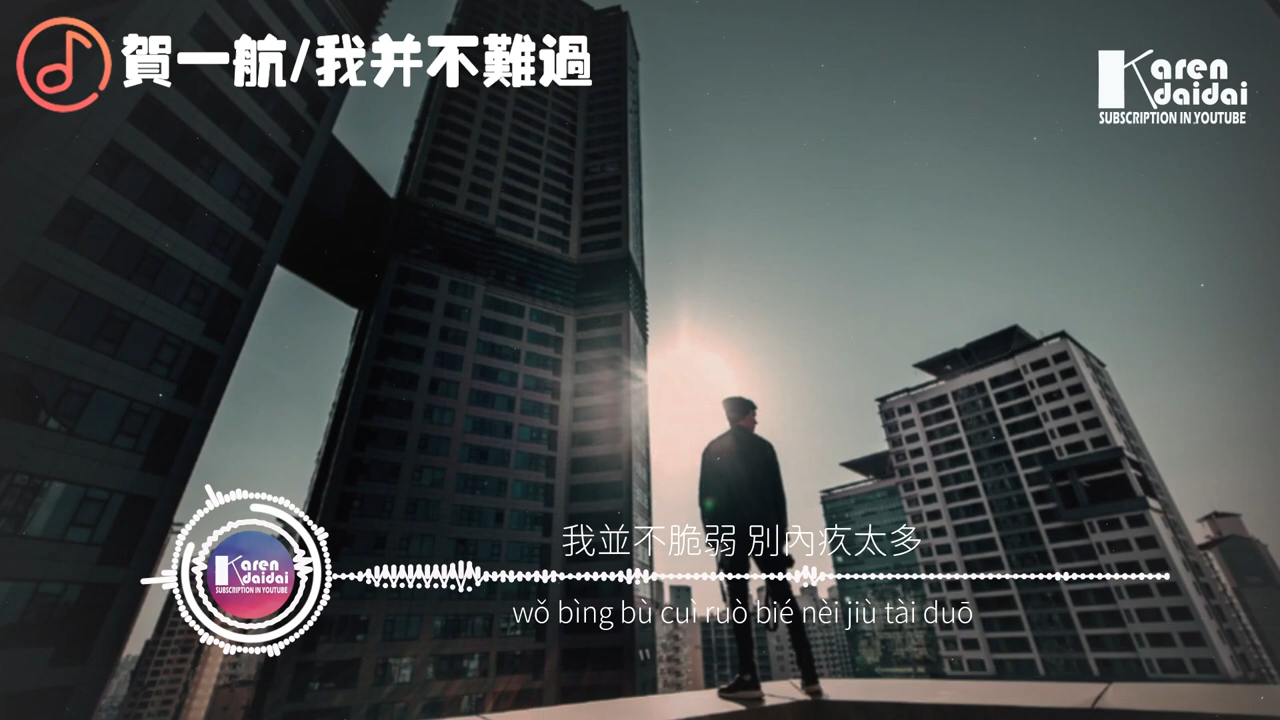 賀一航/我并不難過
Karen
daidai
SUBSCRIPTION IN YOUTUBE
我並不脆弱 別內疚太多
Karen
daidai
SUBSCRIPTION IN YOUTUBE
wǒ bìng bù cuì ruò bié nèi jiù tài duō